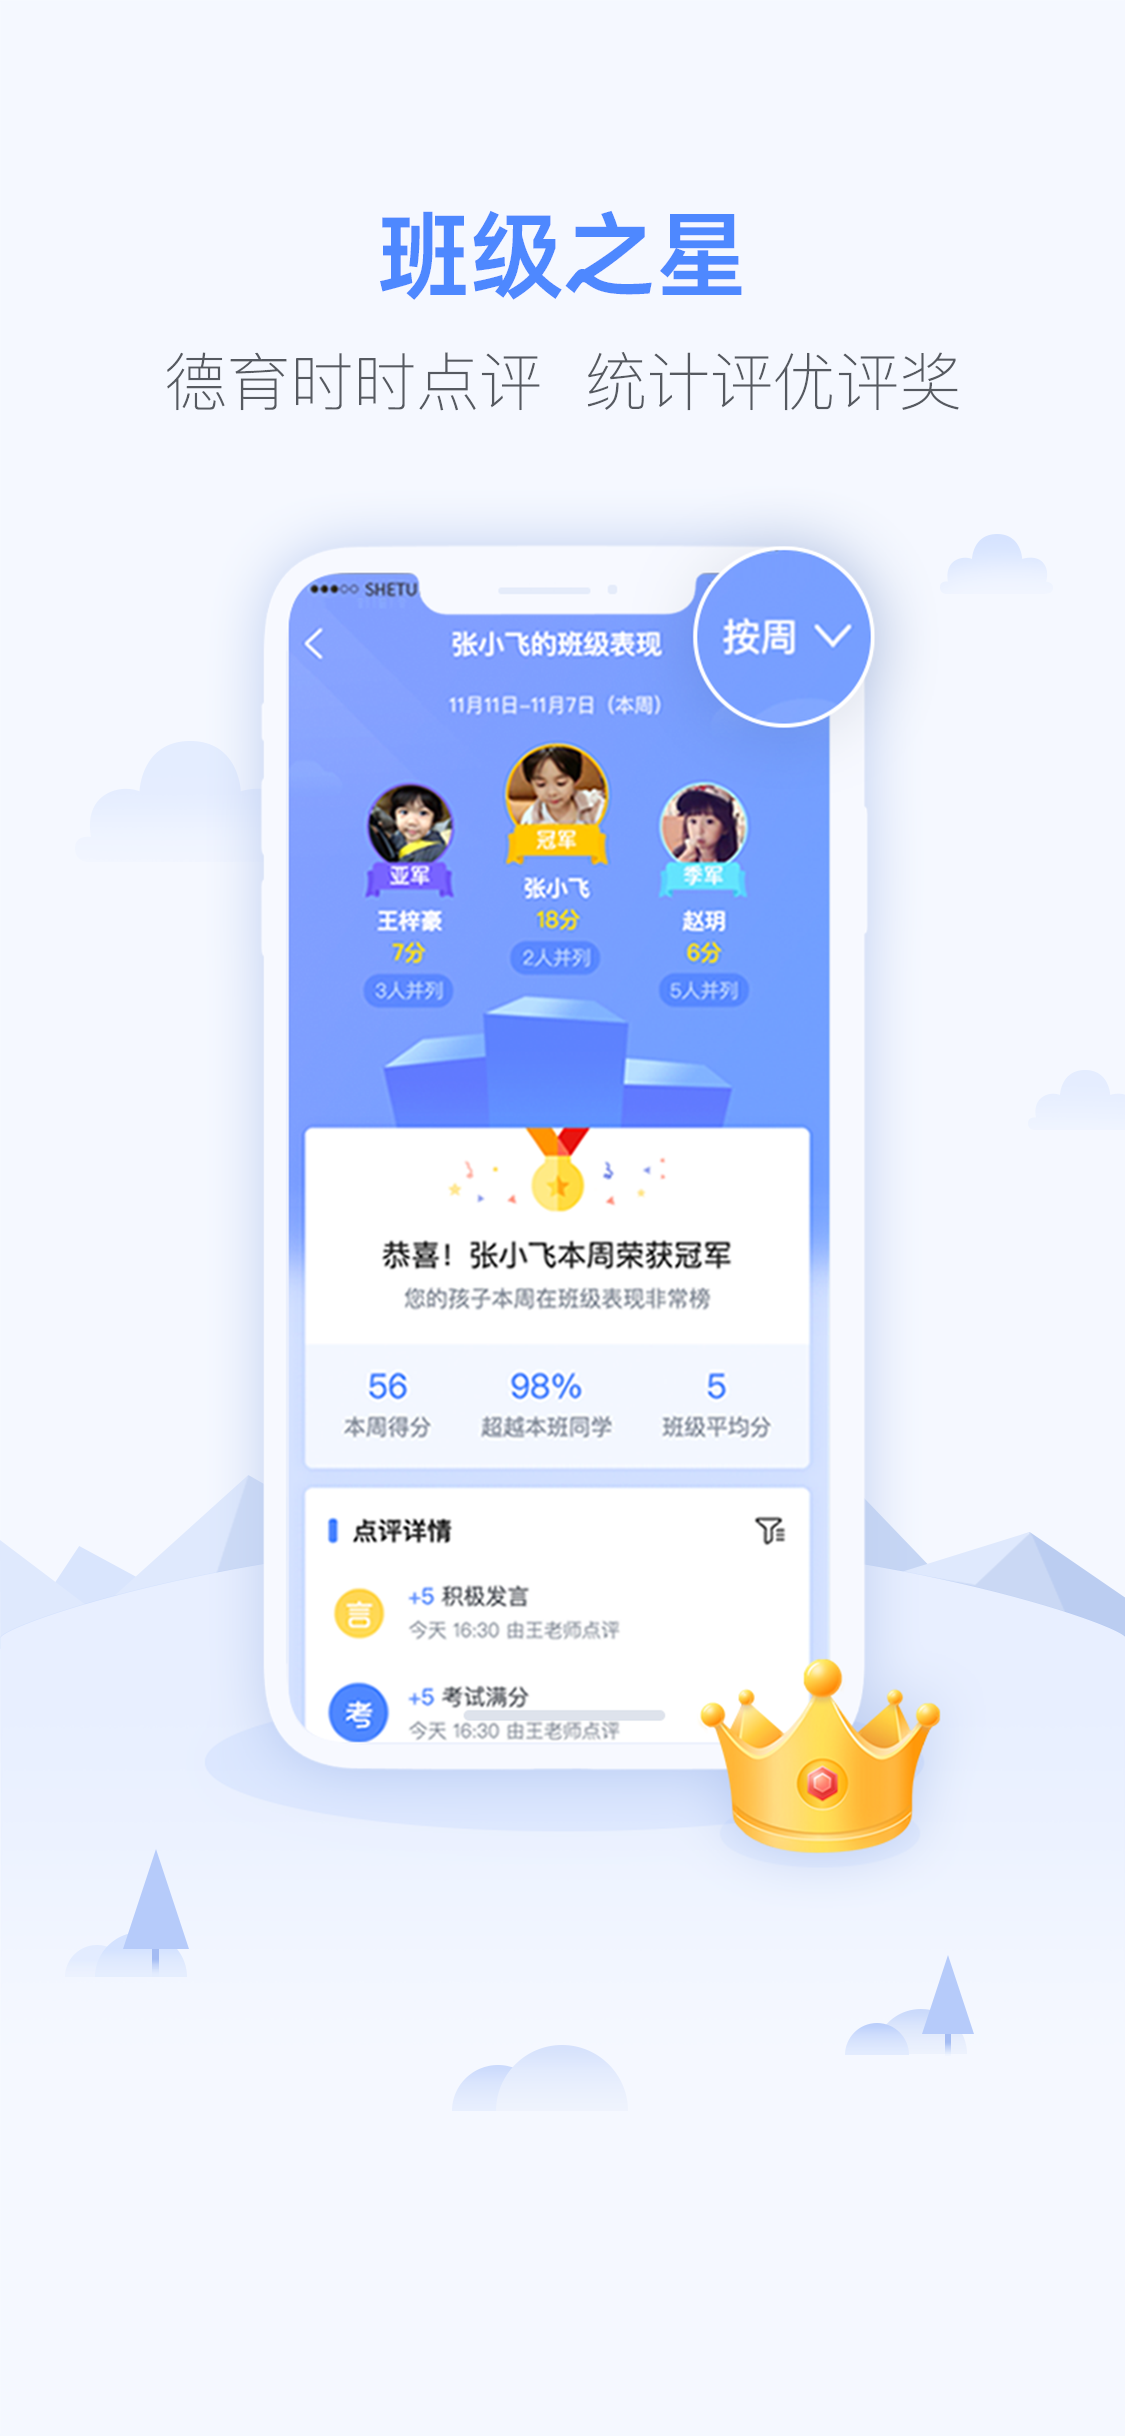 班级之星
德育时时点评 统计评优评奖
SHETU
张小飞的班级表现
按周
11月11日-11月7日（本周）
冠军
亚军
季军
张小飞
18分
2人并列
王梓豪
7分
3人并列
赵玥
6分
5人并列
恭喜！张小飞本周荣获冠军
您的孩子本周在班级表现非常榜
56 98% 5
本周得分 超越本班同学 班级平均分
点评详情
言
+5 积极发言
今天 16:30 由王老师点评
考
+5 考试满分
今天 16:30 由王老师点评